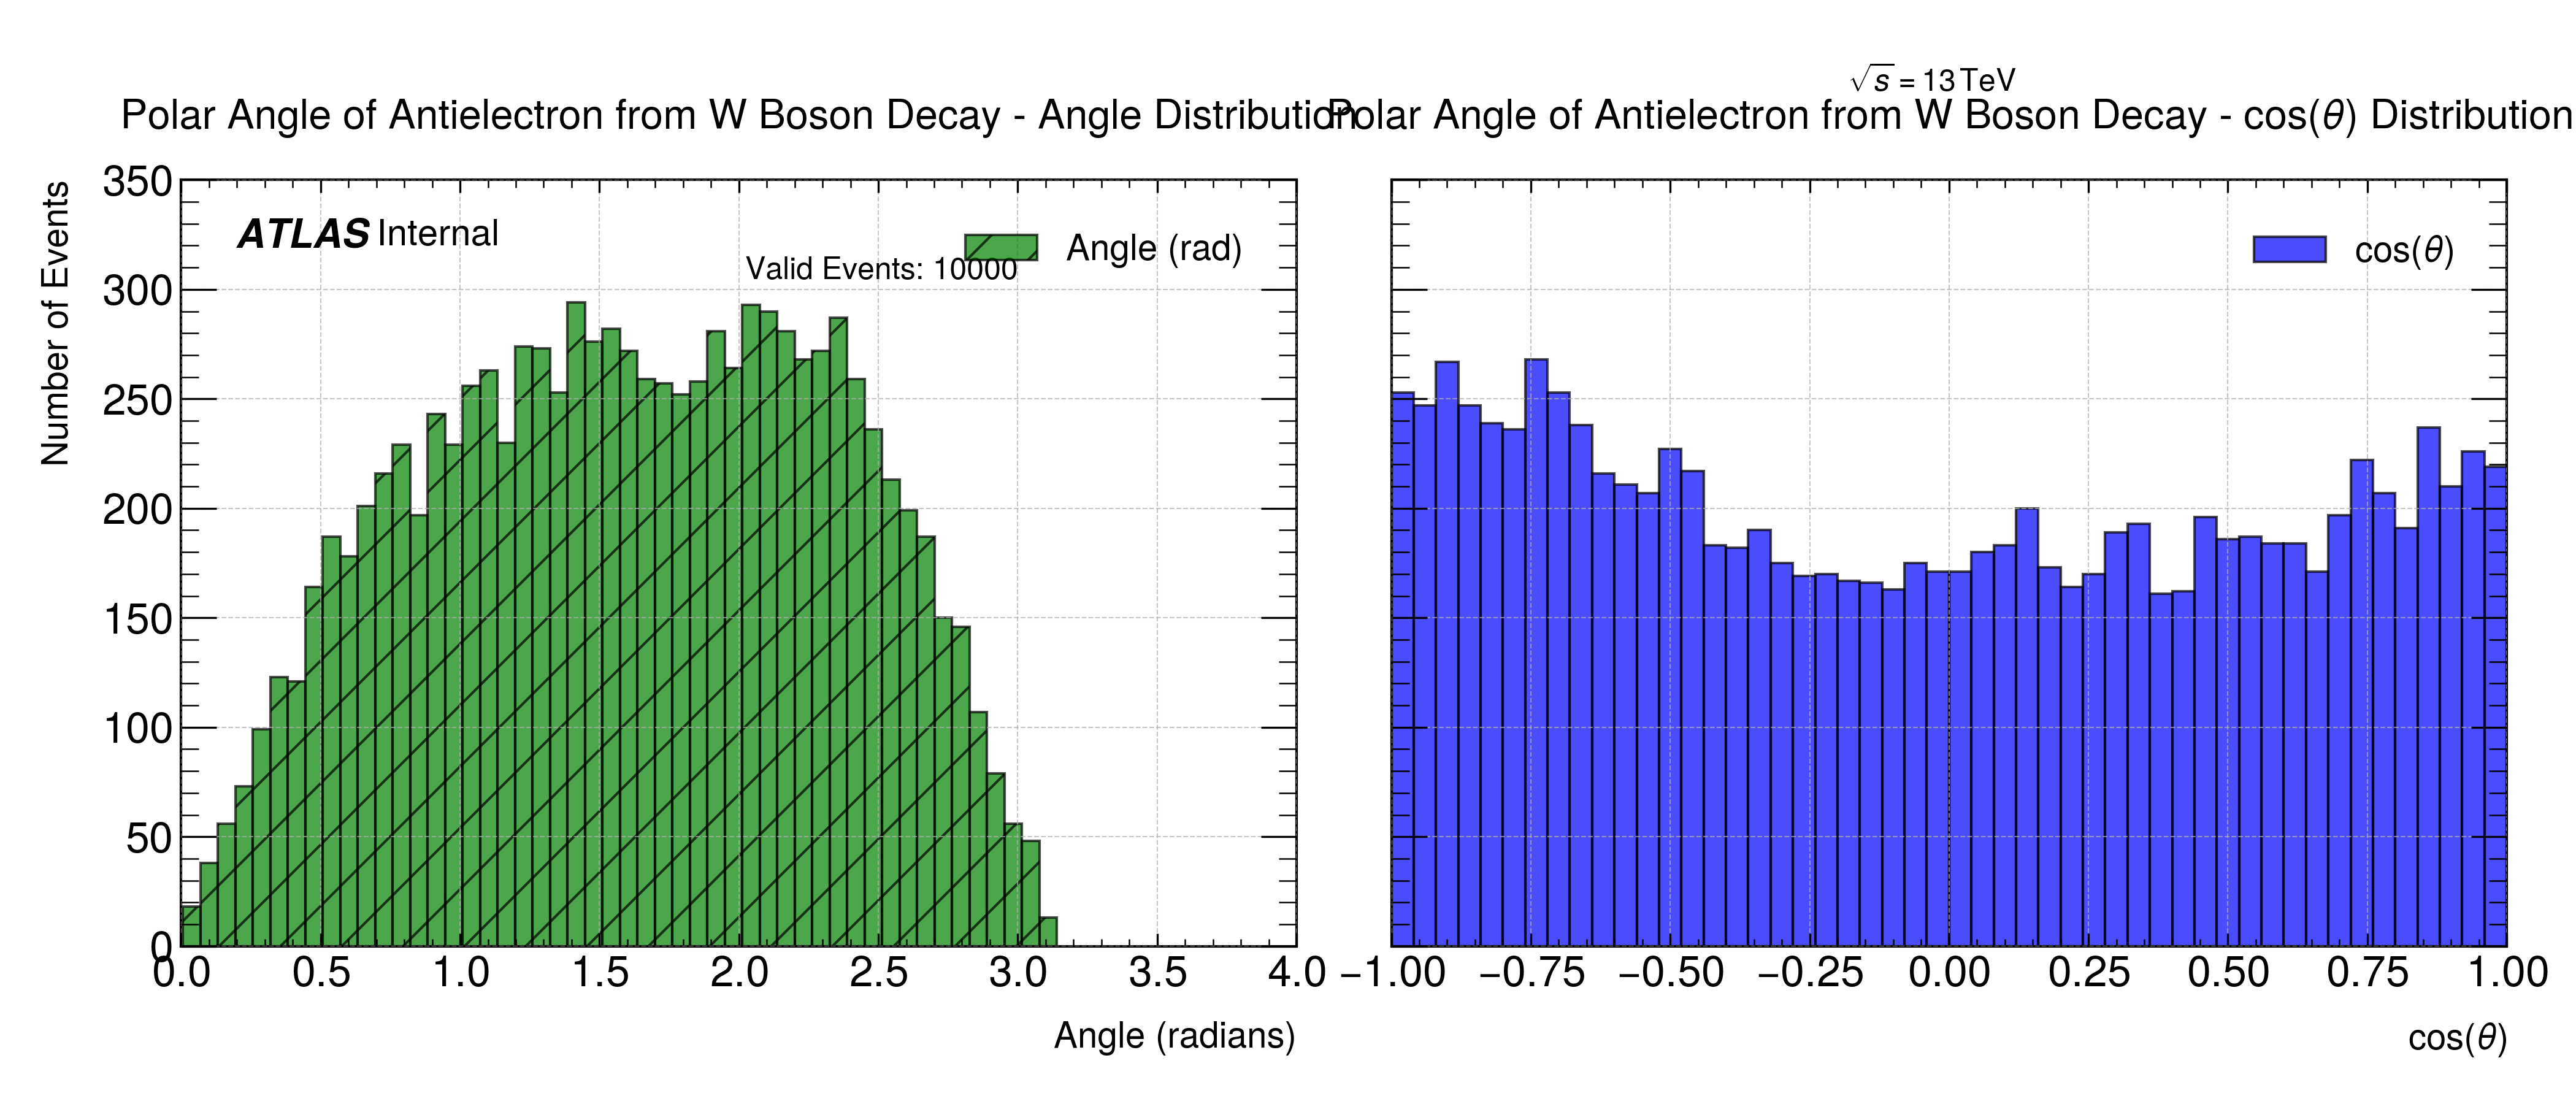 √s = 13 TeV
Polar Angle of Antielectron from W Boson Decay - Angle Distribution
Polar Angle of Antielectron from W Boson Decay - cos(θ) Distribution
Number of Events
350
300
250
200
150
100
50
0
ATLAS Internal
Angle (rad)
Valid Events: 10000
cos(θ)
0.0 0.5 1.0 1.5 2.0 2.5 3.0 3.5 4.0
−1.00 −0.75 −0.50 −0.25 0.00 0.25 0.50 0.75 1.00
Angle (radians)
cos(θ)